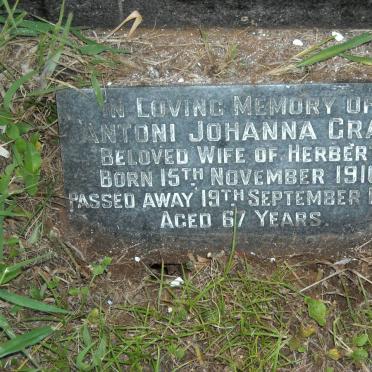 IN LOVING MEMORY OF
ANTONI JOHANNA GRA
BELOVED WIFE OF HERBERT
BORN 15TH NOVEMBER 1910
PASSED AWAY 19TH SEPTEMBER
AGED 67 YEARS.